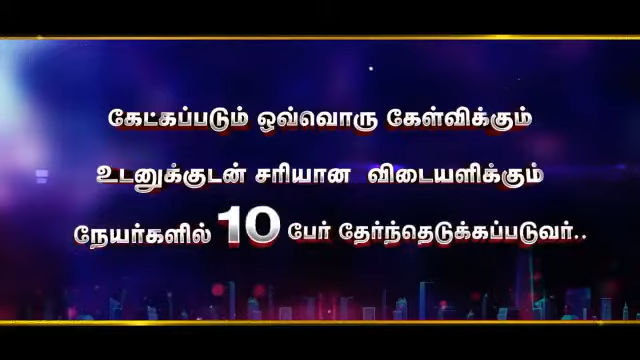 கேட்கப்படும் ஒவ்வொரு கேள்விக்கும்
உடனுக்குடன் சரியான விடையளிக்கும்
நேயர்களில் 10 பேர் தேர்ந்தெடுக்கப்படுவர்..